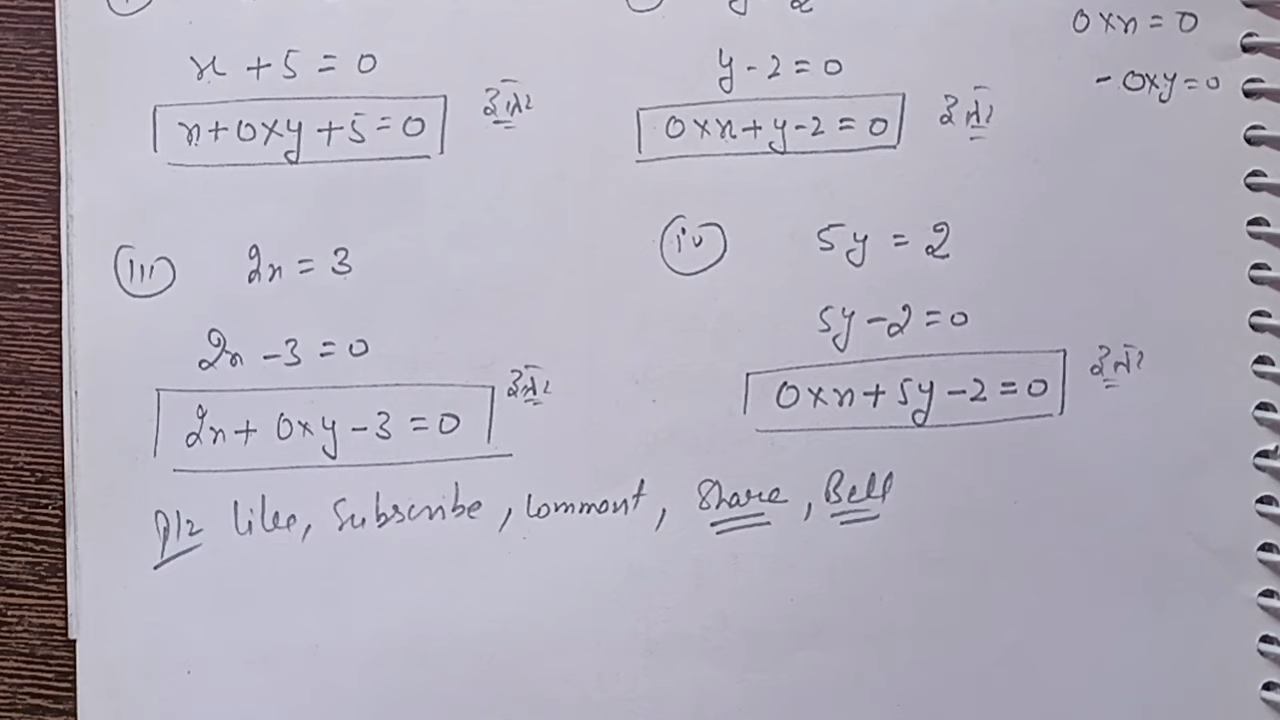 0×x = 0
x + 5 = 0
y - 2 = 0
- 0×y = 0
x + 0×y + 5 = 0 उत्तर
0×x + y - 2 = 0 उत्तर
(iii) 2x = 3
(iv) 5y = 2
2x - 3 = 0
5y - 2 = 0
2x + 0×y - 3 = 0 उत्तर
0×x + 5y - 2 = 0 उत्तर
Plz Like, Subscribe, Comment, Share, Bell